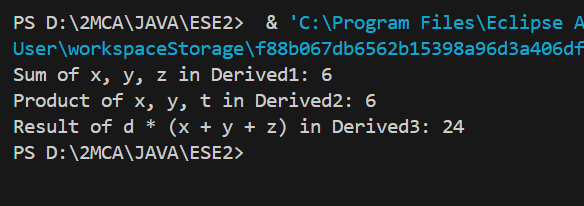 PS D:\2MCA\JAVA\ESE2>  & 'C:\Program Files\Eclipse A
User\workspaceStorage\f88b067db6562b15398a96d3a406df
Sum of x, y, z in Derived1: 6
Product of x, y, t in Derived2: 6
Result of d * (x + y + z) in Derived3: 24
PS D:\2MCA\JAVA\ESE2>